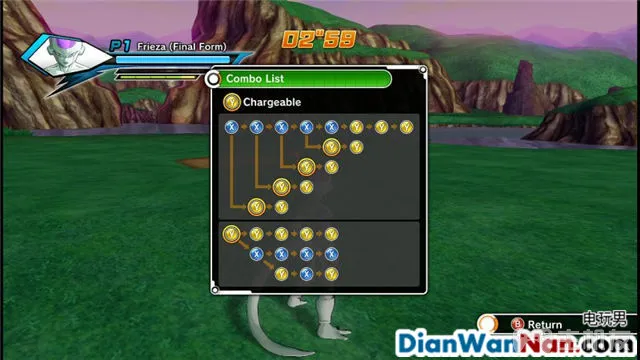 P1 Frieza (Final Form)
02"59
Combo List
Y Chargeable
X X X X X Y Y Y
Y Y
Y Y
Y Y
Y Y
Y Y Y Y Y
X X X X
Y X Y
B Return
电玩男
DianWanNan.com